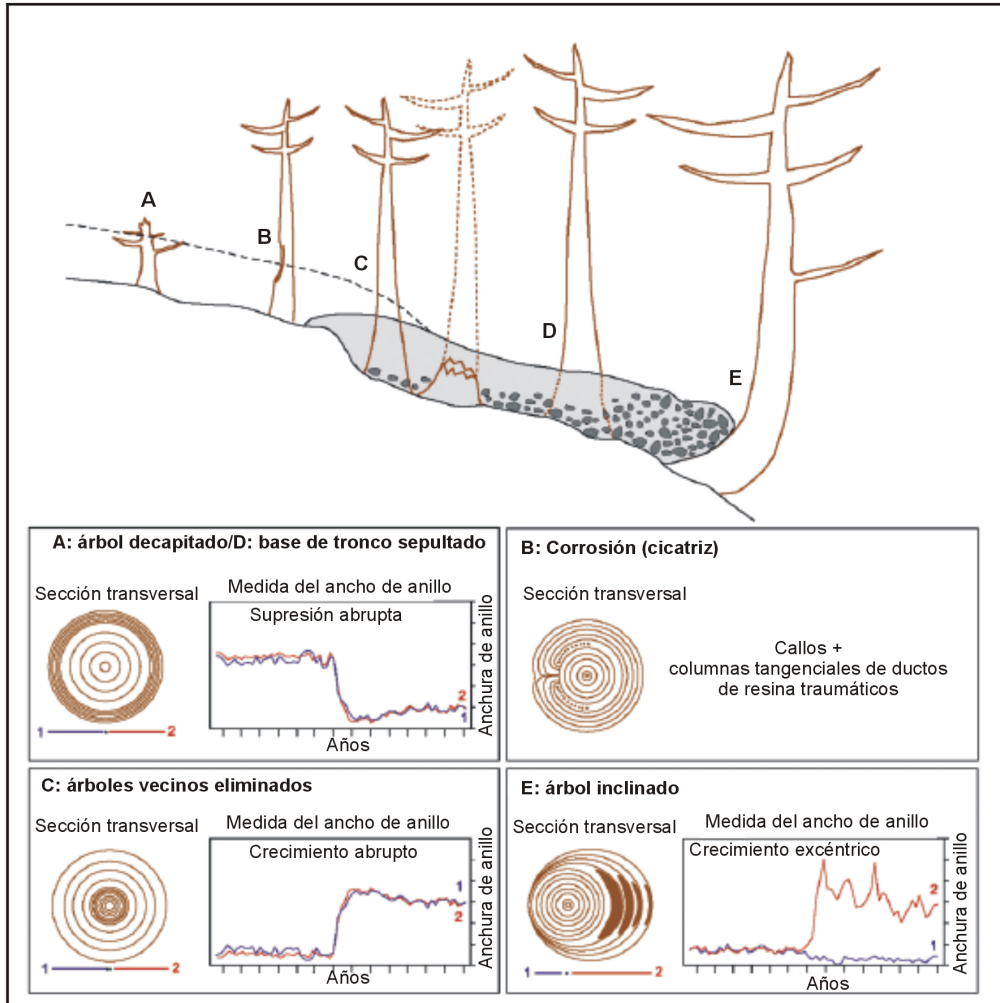 A
B
C
D
E
A: árbol decapitado/D: base de tronco sepultado
Sección transversal
Medida del ancho de anillo
Supresión abrupta
Anchura de anillo
2
1
1
2
Años
B: Corrosión (cicatriz)
Sección transversal
Callos +
columnas tangenciales de ductos
de resina traumáticos
C: árboles vecinos eliminados
Sección transversal
Medida del ancho de anillo
Crecimiento abrupto
Anchura de anillo
1
2
1
2
Años
E: árbol inclinado
Sección transversal
Medida del ancho de anillo
Crecimiento excéntrico
Anchura de anillo
2
1
1
2
Años